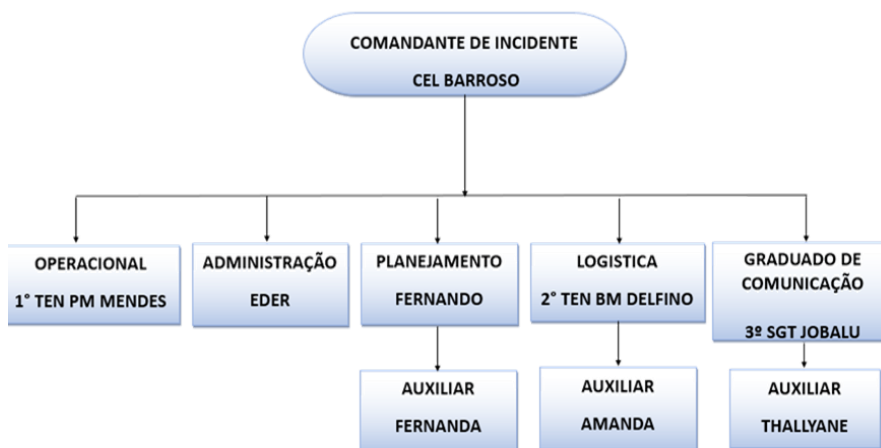 COMANDANTE DE INCIDENTE
CEL BARROSO
OPERACIONAL
1° TEN PM MENDES
ADMINISTRAÇÃO
EDER
PLANEJAMENTO
FERNANDO
LOGISTICA
2° TEN BM DELFINO
GRADUADO DE
COMUNICAÇÃO
3º SGT JOBALU
AUXILIAR
FERNANDA
AUXILIAR
AMANDA
AUXILIAR
THALLYANE